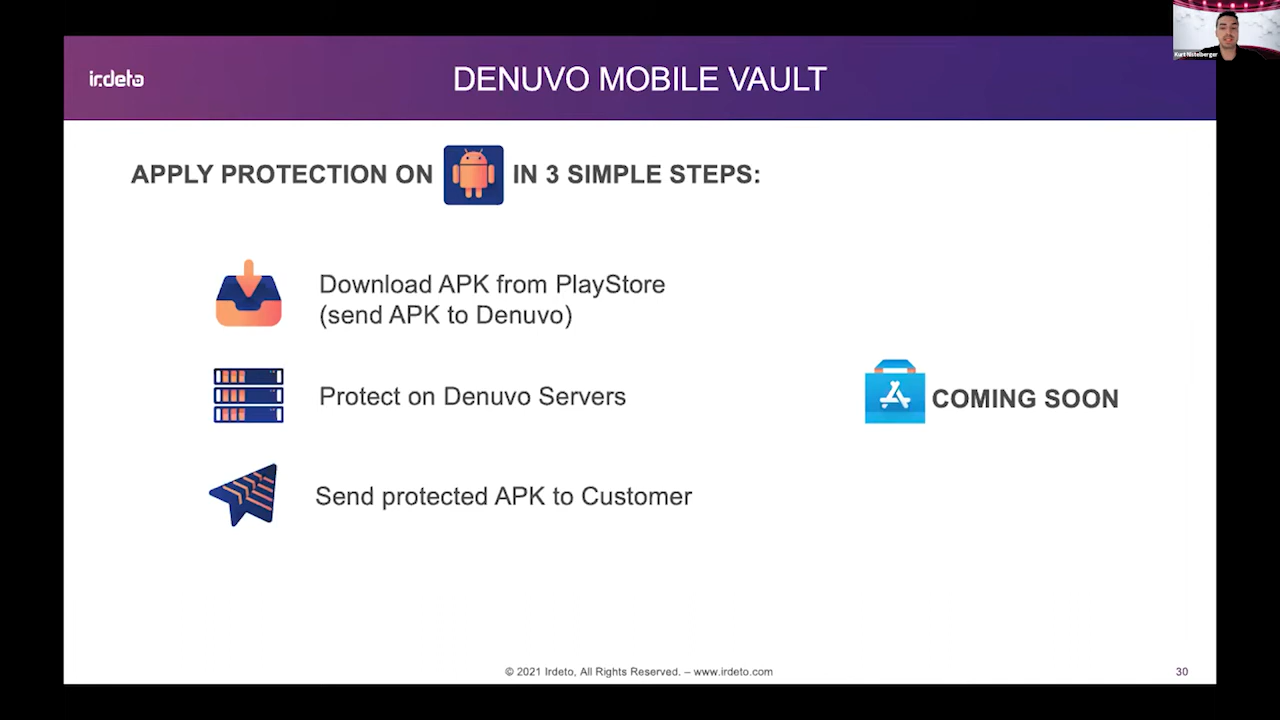 Kurt Nistelberger
irdeto
DENUVO MOBILE VAULT
APPLY PROTECTION ON IN 3 SIMPLE STEPS:
Download APK from PlayStore
(send APK to Denuvo)
Protect on Denuvo Servers
COMING SOON
Send protected APK to Customer
© 2021 Irdeto, All Rights Reserved. – www.irdeto.com
30